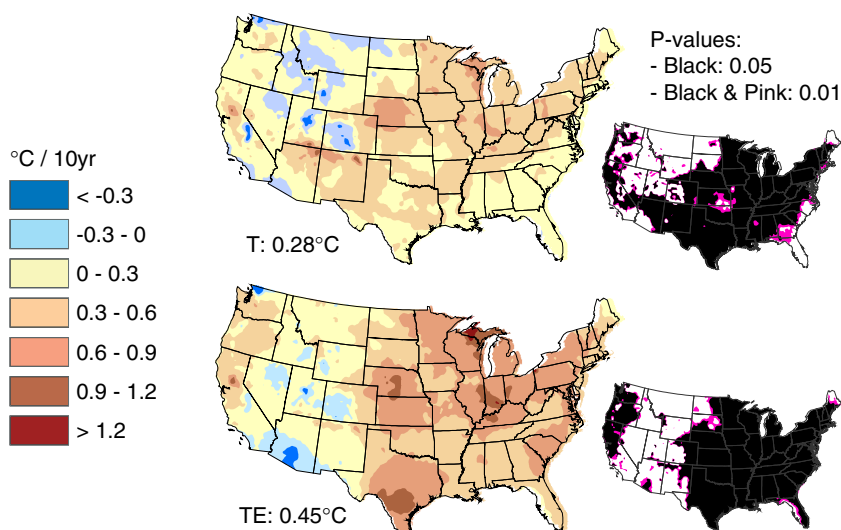 P-values:
- Black: 0.05
- Black & Pink: 0.01
°C / 10yr
< -0.3
-0.3 - 0
0 - 0.3
0.3 - 0.6
0.6 - 0.9
0.9 - 1.2
> 1.2
T: 0.28°C
TE: 0.45°C